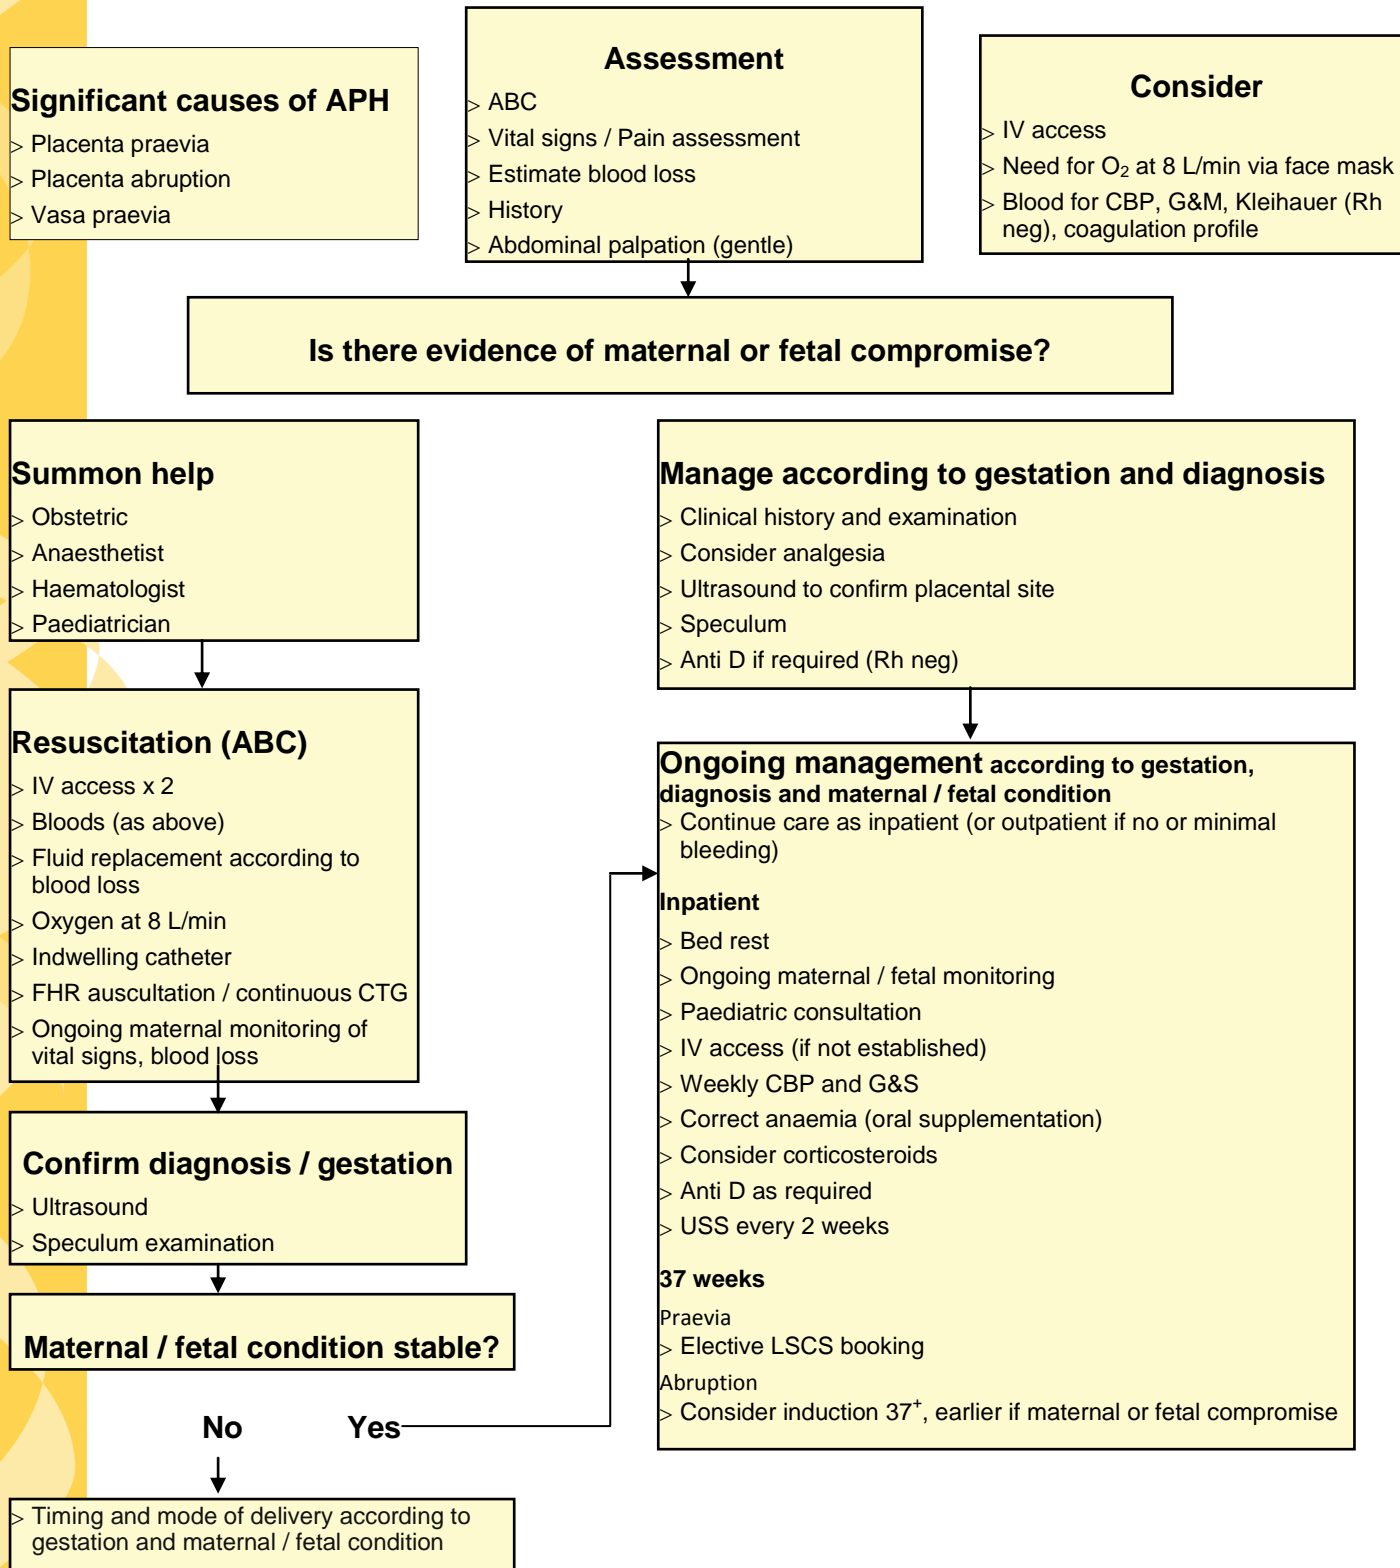 Significant causes of APH
> Placenta praevia
> Placenta abruption
> Vasa praevia
Assessment
> ABC
> Vital signs / Pain assessment
> Estimate blood loss
> History
> Abdominal palpation (gentle)
Consider
> IV access
> Need for O₂ at 8 L/min via face mask
> Blood for CBP, G&M, Kleihauer (Rh
neg), coagulation profile
Is there evidence of maternal or fetal compromise?
Summon help
> Obstetric
> Anaesthetist
> Haematologist
> Paediatrician
Resuscitation (ABC)
> IV access x 2
> Bloods (as above)
> Fluid replacement according to
blood loss
> Oxygen at 8 L/min
> Indwelling catheter
> FHR auscultation / continuous CTG
> Ongoing maternal monitoring of
vital signs, blood loss
Confirm diagnosis / gestation
> Ultrasound
> Speculum examination
Maternal / fetal condition stable?
No
Yes
> Timing and mode of delivery according to
gestation and maternal / fetal condition
Manage according to gestation and diagnosis
> Clinical history and examination
> Consider analgesia
> Ultrasound to confirm placental site
> Speculum
> Anti D if required (Rh neg)
Ongoing management according to gestation,
diagnosis and maternal / fetal condition
> Continue care as inpatient (or outpatient if no or minimal
bleeding)
Inpatient
> Bed rest
> Ongoing maternal / fetal monitoring
> Paediatric consultation
> IV access (if not established)
> Weekly CBP and G&S
> Correct anaemia (oral supplementation)
> Consider corticosteroids
> Anti D as required
> USS every 2 weeks
37 weeks
Praevia
> Elective LSCS booking
Abruption
> Consider induction 37⁺, earlier if maternal or fetal compromise